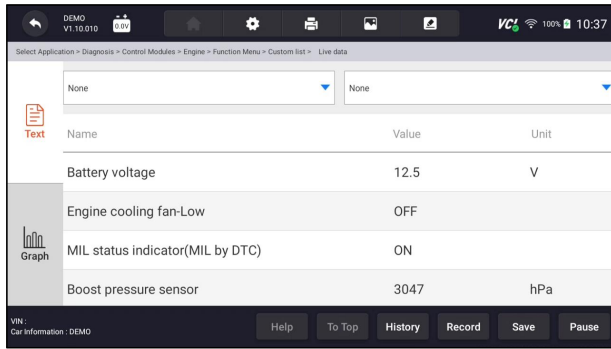 DEMO
V1.10.010
0.0V
VCI
100%
10:37
Select Application > Diagnosis > Control Modules > Engine > Function Menu > Custom list > Live data
None
None
Text
Name Value Unit
Battery voltage 12.5 V
Engine cooling fan-Low OFF
Graph
MIL status indicator(MIL by DTC) ON
Boost pressure sensor 3047 hPa
VIN :
Car Information : DEMO
Help To Top History Record Save Pause